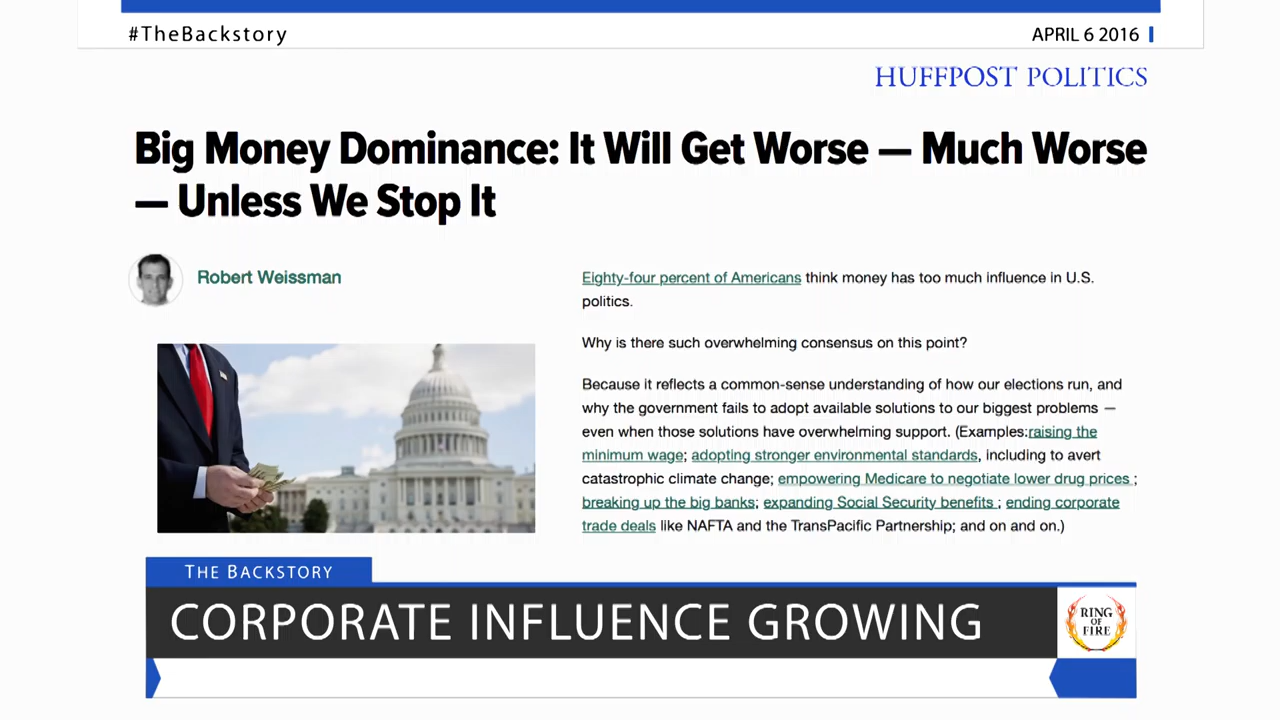 #TheBackstory
APRIL 6 2016
HUFFPOST POLITICS
Big Money Dominance: It Will Get Worse — Much Worse
— Unless We Stop It
Robert Weissman
Eighty-four percent of Americans think money has too much influence in U.S.
politics.
Why is there such overwhelming consensus on this point?
Because it reflects a common-sense understanding of how our elections run, and
why the government fails to adopt available solutions to our biggest problems —
even when those solutions have overwhelming support. (Examples:raising the
minimum wage; adopting stronger environmental standards, including to avert
catastrophic climate change; empowering Medicare to negotiate lower drug prices ;
breaking up the big banks; expanding Social Security benefits ; ending corporate
trade deals like NAFTA and the TransPacific Partnership; and on and on.)
THE BACKSTORY
CORPORATE INFLUENCE GROWING
RING
OF
FIRE